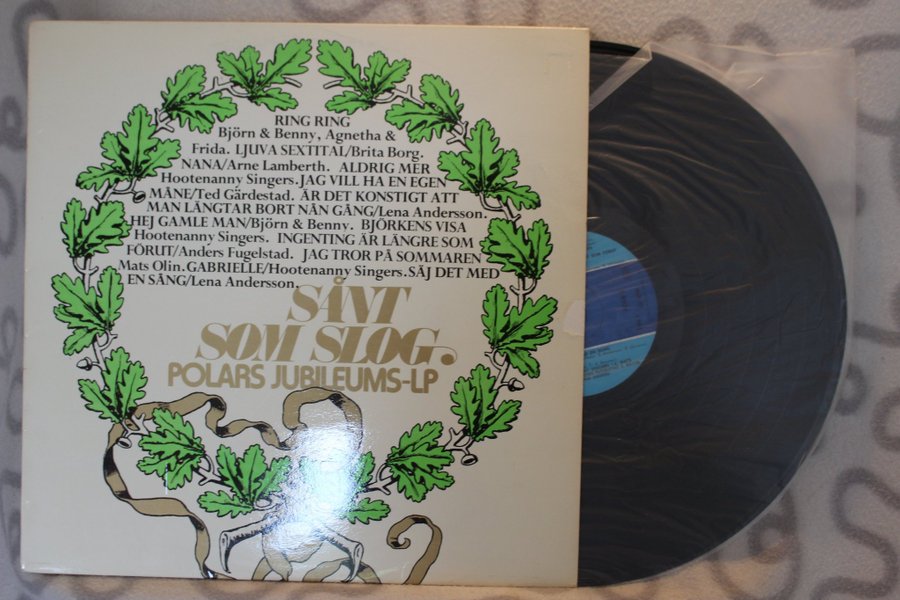 RING RING
Björn & Benny, Agnetha &
Frida. LJUVA SEXTITAL/Brita Borg.
NANA/Arne Lamberth. ALDRIG MER
Hootenanny Singers. JAG VILL HA EN EGEN
MÅNE/Ted Gärdestad. ÄR DET KONSTIGT ATT
MAN LÄNGTAR BORT NÅN GÅNG/Lena Andersson.
HEJ GAMLE MAN/Björn & Benny. BJÖRKENS VISA
Hootenanny Singers. INGENTING ÄR LÄNGRE SOM
FÖRUT/Anders Fugelstad. JAG TROR PÅ SOMMAREN
Mats Olin. GABRIELLE/Hootenanny Singers. SÄJ DET MED
EN SÅNG/Lena Andersson.
SÅNT
SOM SLOG.
POLARS JUBILEUMS-LP